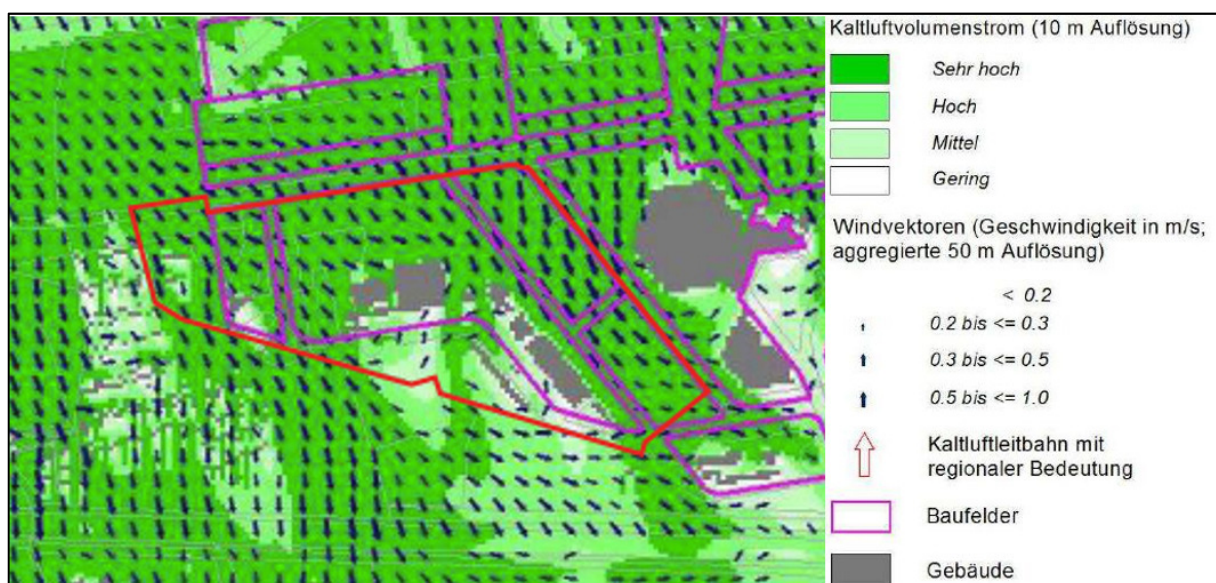 Kaltluftvolumenstrom (10 m Auflösung)
Sehr hoch
Hoch
Mittel
Gering
Windvektoren (Geschwindigkeit in m/s;
aggregierte 50 m Auflösung)
< 0.2
0.2 bis <= 0.3
0.3 bis <= 0.5
0.5 bis <= 1.0
Kaltluftleitbahn mit
regionaler Bedeutung
Baufelder
Gebäude